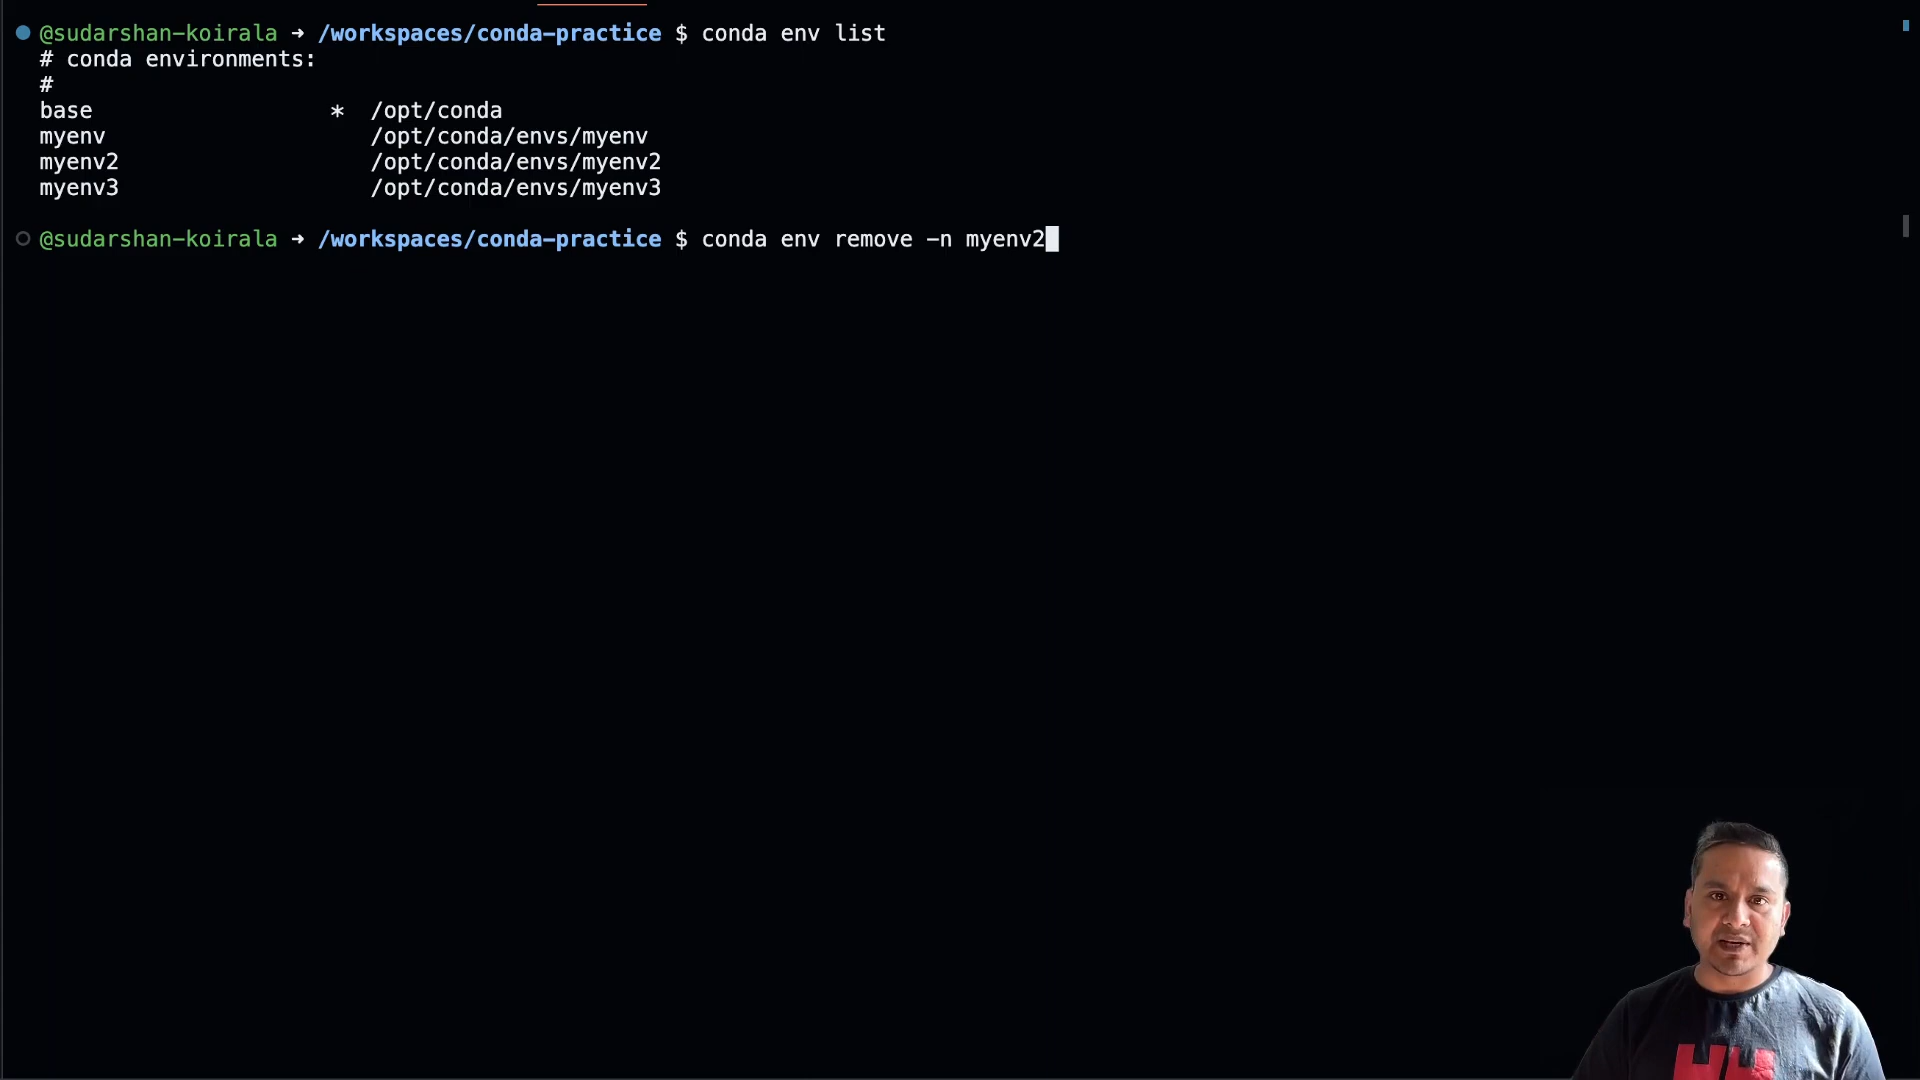 @sudarshan-koirala → /workspaces/conda-practice $ conda env list
# conda environments:
#
base                  *  /opt/conda
myenv                    /opt/conda/envs/myenv
myenv2                   /opt/conda/envs/myenv2
myenv3                   /opt/conda/envs/myenv3
@sudarshan-koirala → /workspaces/conda-practice $ conda env remove -n myenv2